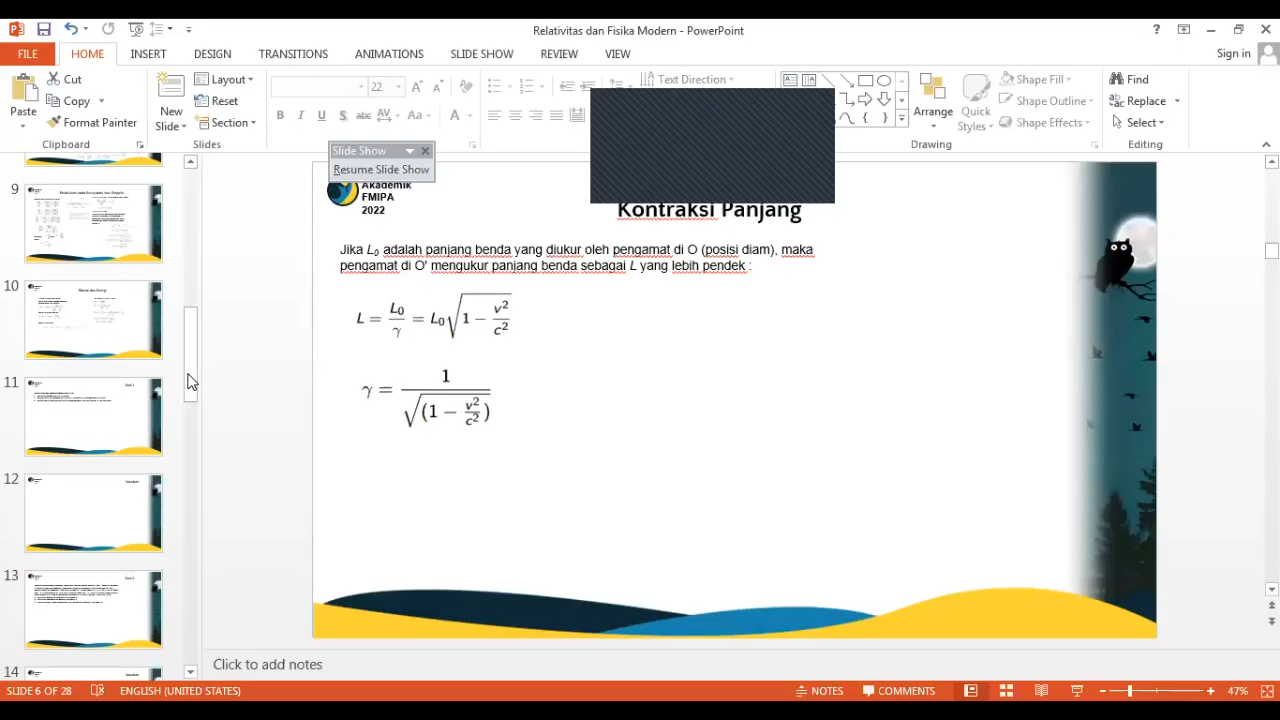 Relativitas dan Fisika Modern - PowerPoint
FILE HOME INSERT DESIGN TRANSITIONS ANIMATIONS SLIDE SHOW REVIEW VIEW Sign in
Paste
Cut
Copy
Format Painter
Clipboard
New Slide
Layout
Reset
Section
Slides
22
B I U S abc AV Aa A
Text Direction
Arrange
Quick Styles
Shape Fill
Shape Outline
Shape Effects
Drawing
Find
Replace
Select
Editing
Slide Show
Resume Slide Show
9
10
11
12
13
14
Akademik
FMIPA
2022
Kontraksi Panjang
Jika L₀ adalah panjang benda yang diukur oleh pengamat di O (posisi diam), maka
pengamat di O' mengukur panjang benda sebagai L yang lebih pendek :
L = L₀/γ = L₀√(1 − v²/c²)
γ = 1/√((1 − v²/c²))
Click to add notes
SLIDE 6 OF 28 ENGLISH (UNITED STATES) NOTES COMMENTS 47%